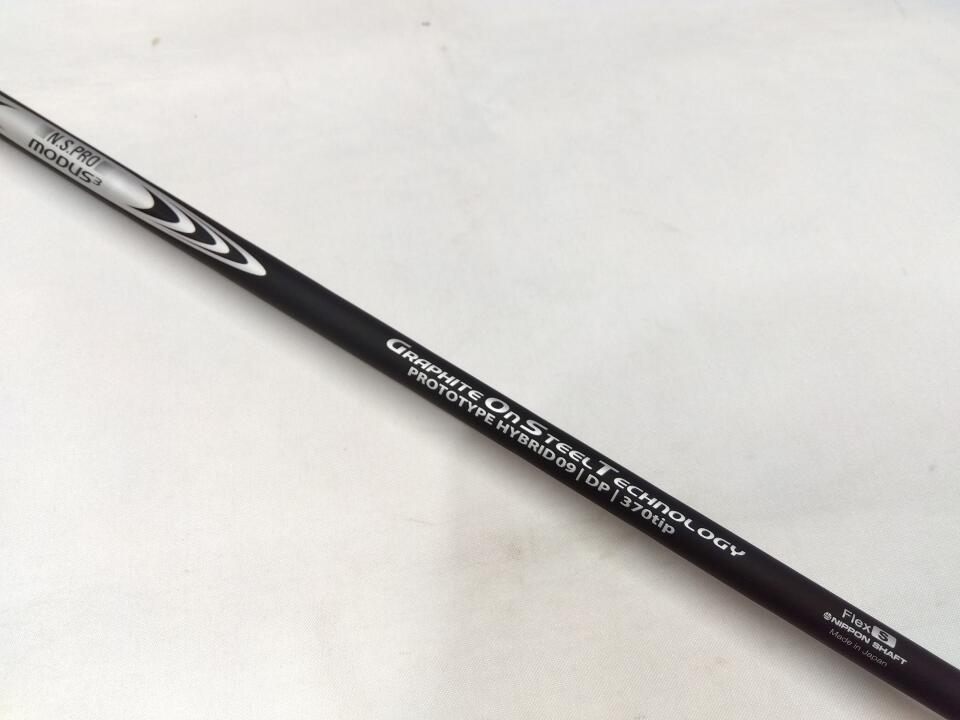 N.S.PRO
MODUS3
GRAPHITE On STEEL TECHNOLOGY
PROTOTYPE HYBRID09 | DP | 370tip
Flex S
NIPPON SHAFT
Made in Japan